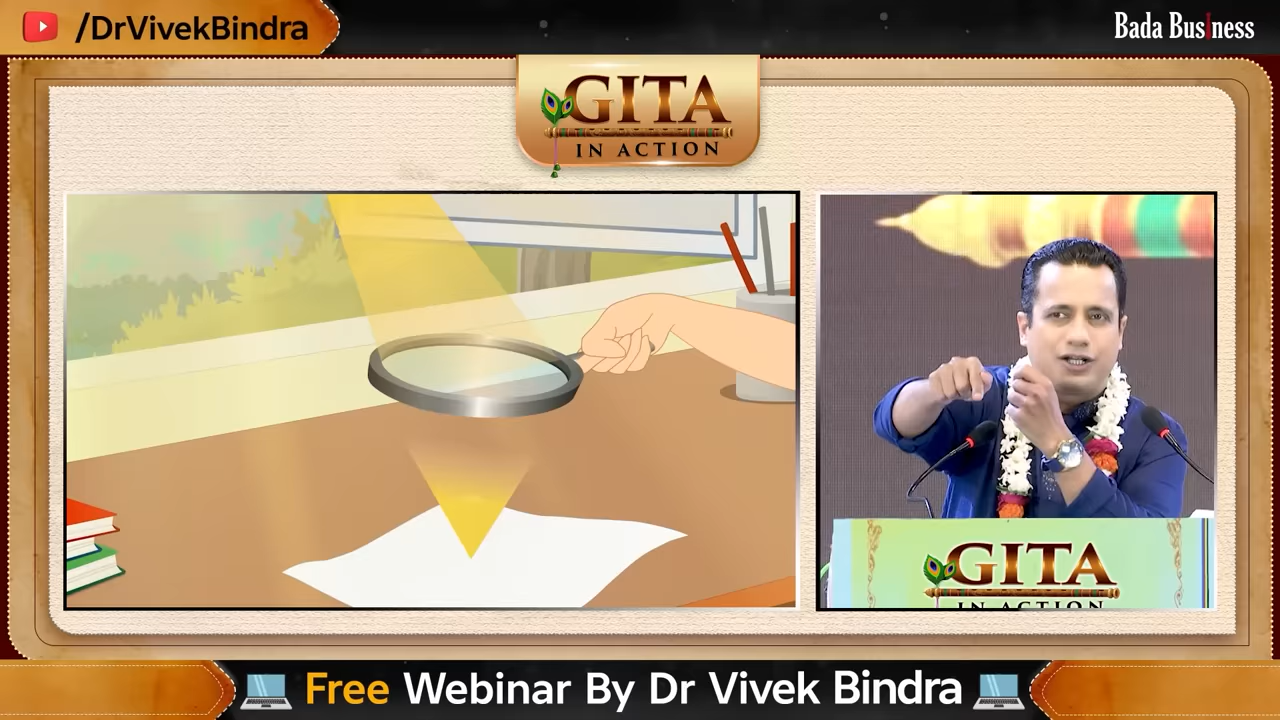 /DrVivekBindra
Bada Business
GITA
IN ACTION
GITA
IN ACTION
Free Webinar By Dr Vivek Bindra